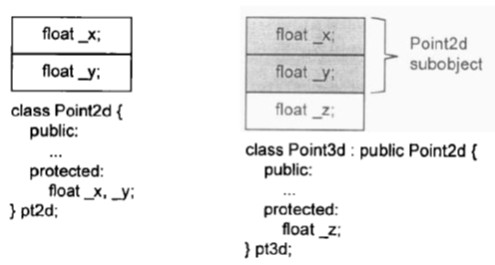 float _x;
float _y;
class Point2d {
public:
...
protected:
float _x, _y;
} pt2d;
float _x;
float _y;
float _z;
Point2d
subobject
class Point3d : public Point2d {
public:
...
protected:
float _z;
} pt3d;